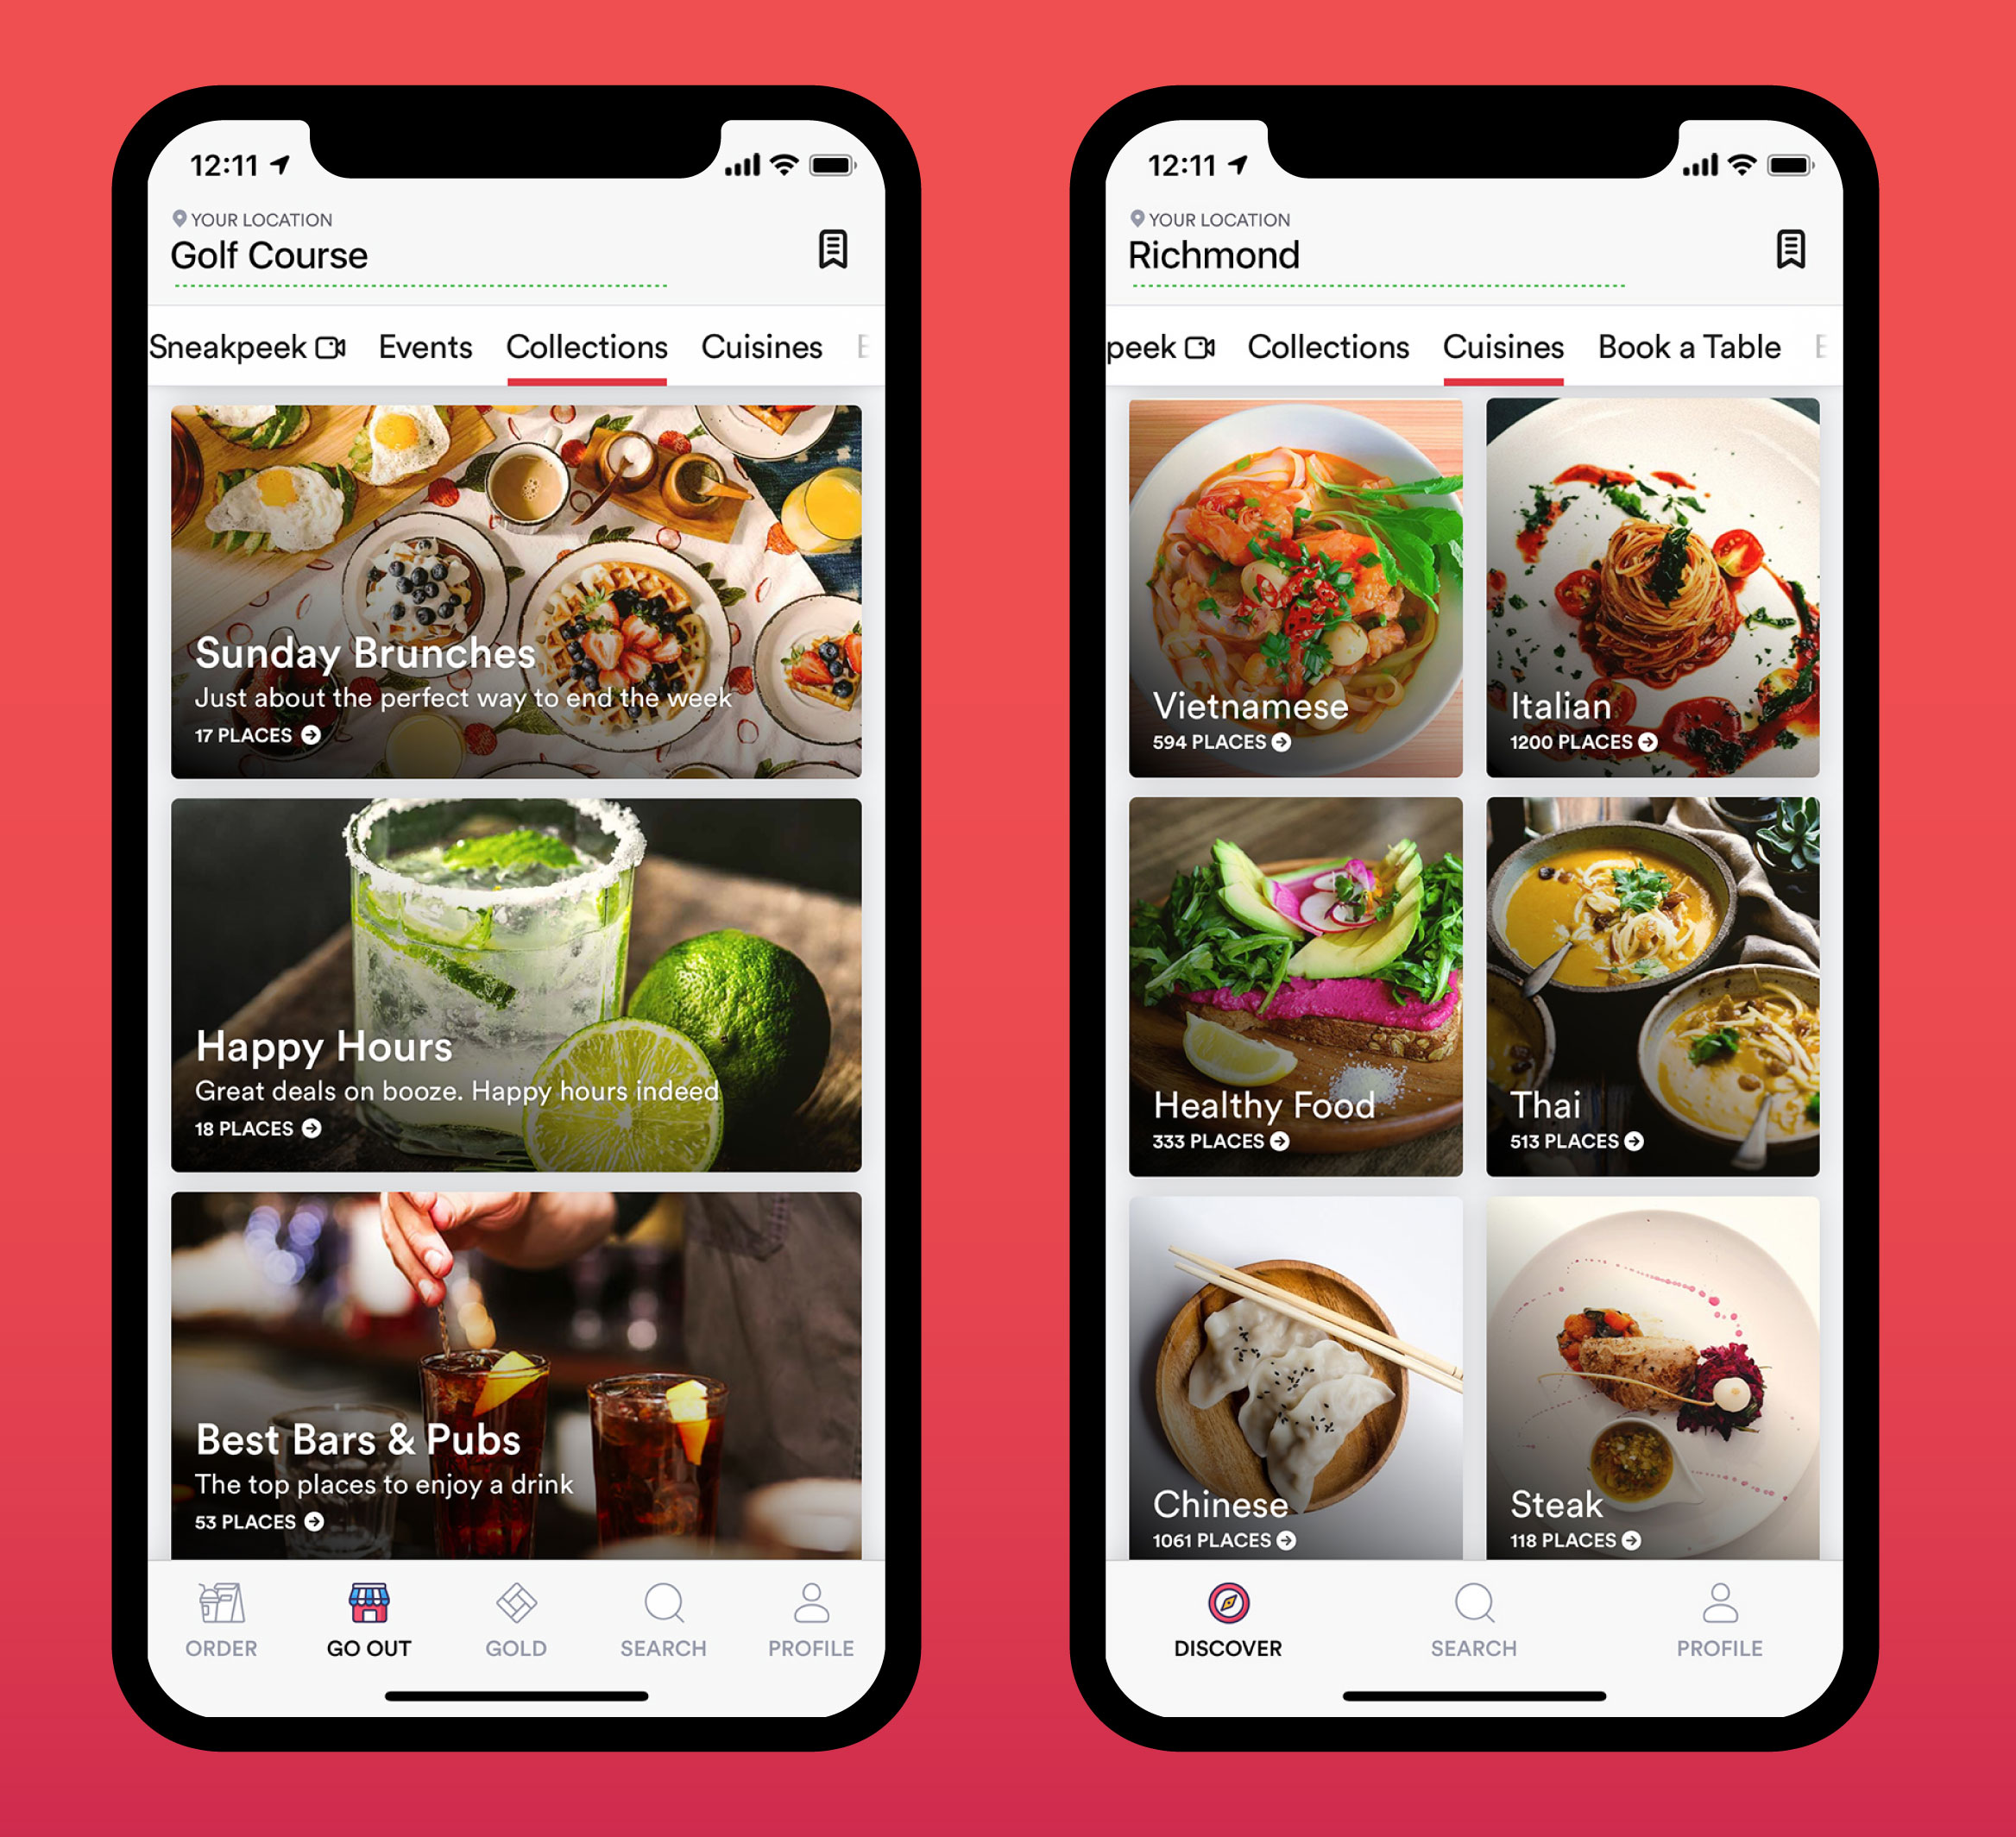 12:11
YOUR LOCATION
Golf Course
Sneakpeek Events Collections Cuisines
Sunday Brunches
Just about the perfect way to end the week
17 PLACES
Happy Hours
Great deals on booze. Happy hours indeed
18 PLACES
Best Bars & Pubs
The top places to enjoy a drink
53 PLACES
ORDER GO OUT GOLD SEARCH PROFILE
12:11
YOUR LOCATION
Richmond
peek Collections Cuisines Book a Table
Vietnamese
594 PLACES
Italian
1200 PLACES
Healthy Food
333 PLACES
Thai
513 PLACES
Chinese
1061 PLACES
Steak
118 PLACES
DISCOVER SEARCH PROFILE